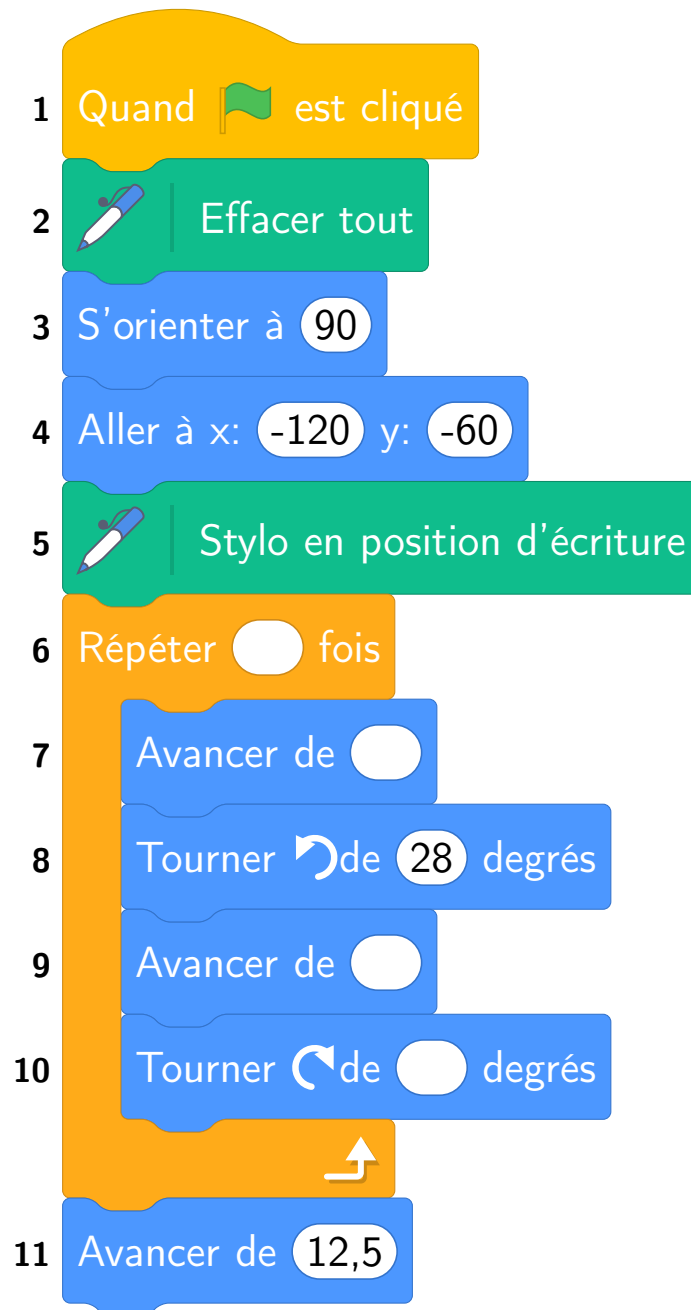 1 Quand est cliqué
2 Effacer tout
3 S'orienter à 90
4 Aller à x: -120 y: -60
5 Stylo en position d'écriture
6 Répéter fois
7 Avancer de
8 Tourner de 28 degrés
9 Avancer de
10 Tourner de degrés
11 Avancer de 12,5